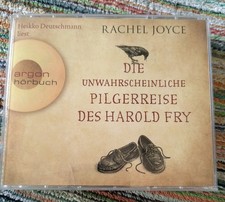 Heikko Deutschmann
liest
RACHEL JOYCE
argon
hörbuch
DIE
UNWAHRSCHEINLICHE
PILGERREISE
DES HAROLD FRY